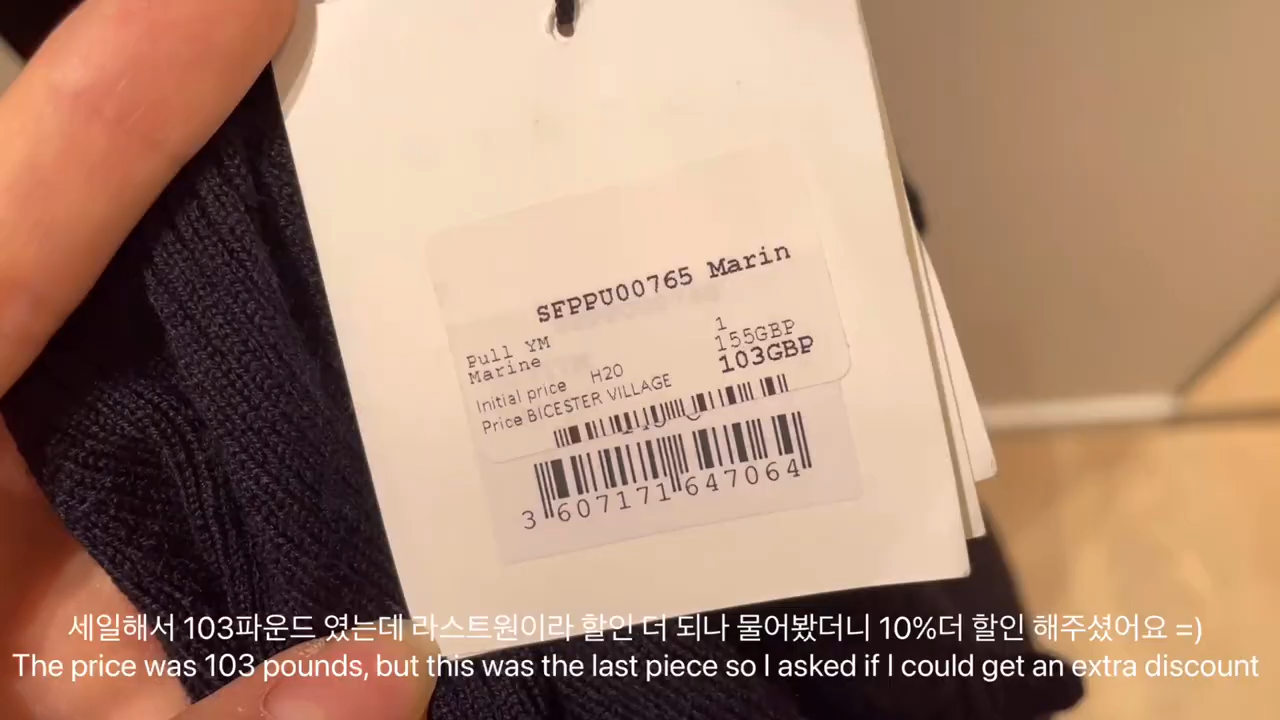 SFPPU00765 Marin
Pull YM 1
Marine 155GBP
Initial price H20 103GBP
Price BICESTER VILLAGE
3 607171 647064
세일해서 103파운드 였는데 라스트원이라 할인 더 되나 물어봤더니 10%더 할인 해주셨어요 =)
The price was 103 pounds, but this was the last piece so I asked if I could get an extra discount